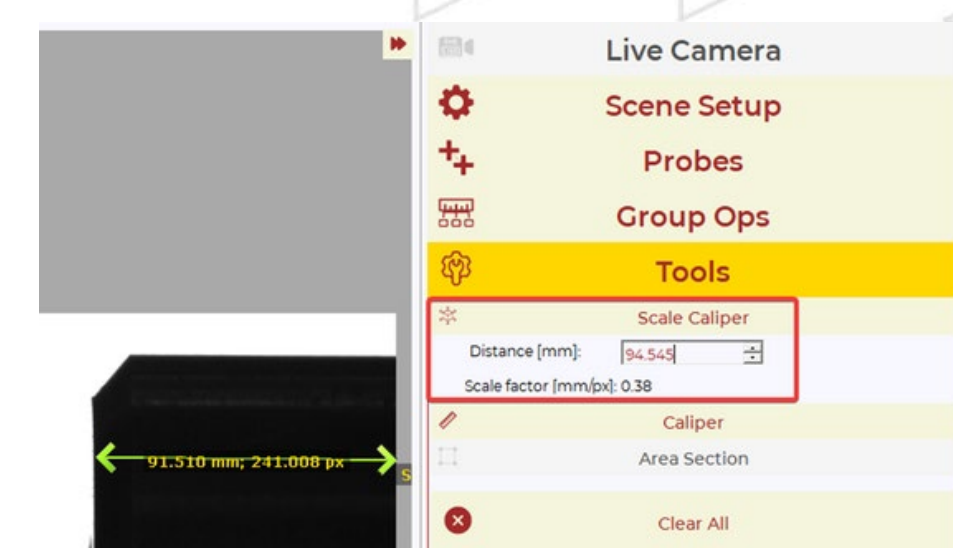 Live Camera
Scene Setup
Probes
Group Ops
Tools
Scale Caliper
Distance [mm]: 94.545
Scale factor [mm/px]: 0.38
Caliper
91.510 mm; 241.008 px
S
Area Section
Clear All